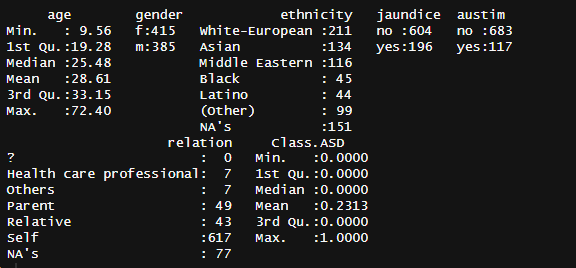 age           gender                 ethnicity     jaundice   austim
Min.   : 9.56   f:415   White-European :211   no :604   no :683
1st Qu.:19.28   m:385   Asian          :134   yes:196   yes:117
Median :25.48           Middle Eastern :116
Mean   :28.61           Black          : 45
3rd Qu.:33.15           Latino         : 44
Max.   :72.40           (Other)        : 99
                        NA's           :151
                     relation     Class.ASD
?                       :  0   Min.   :0.0000
Health care professional:  7   1st Qu.:0.0000
Others                  :  7   Median :0.0000
Parent                  : 49   Mean   :0.2313
Relative                : 43   3rd Qu.:0.0000
Self                    :617   Max.   :1.0000
NA's                    : 77